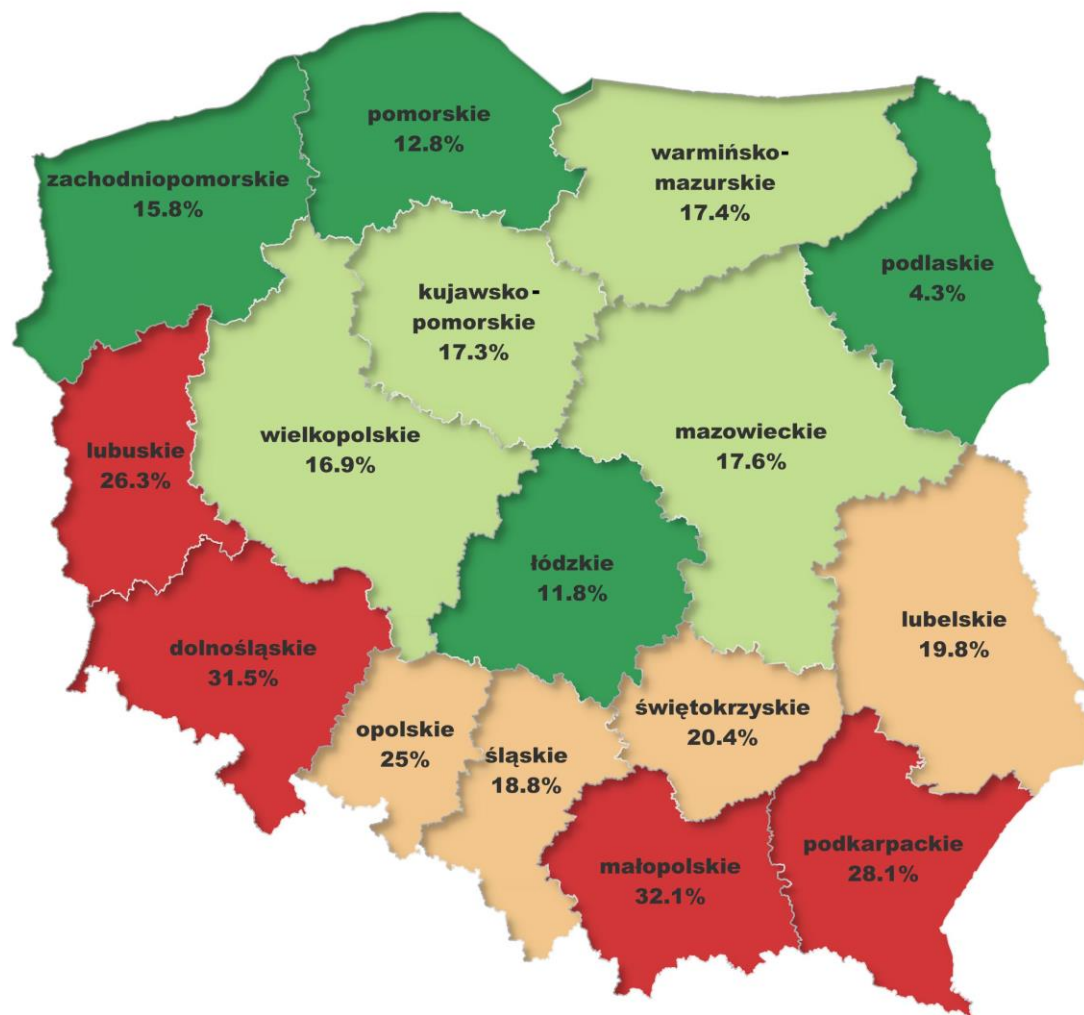 pomorskie
12.8%
warmińsko-
mazurskie
17.4%
zachodniopomorskie
15.8%
podlaskie
4.3%
kujawsko-
pomorskie
17.3%
lubuskie
26.3%
wielkopolskie
16.9%
mazowieckie
17.6%
łódzkie
11.8%
lubelskie
19.8%
dolnośląskie
31.5%
opolskie
25%
śląskie
18.8%
świętokrzyskie
20.4%
małopolskie
32.1%
podkarpackie
28.1%